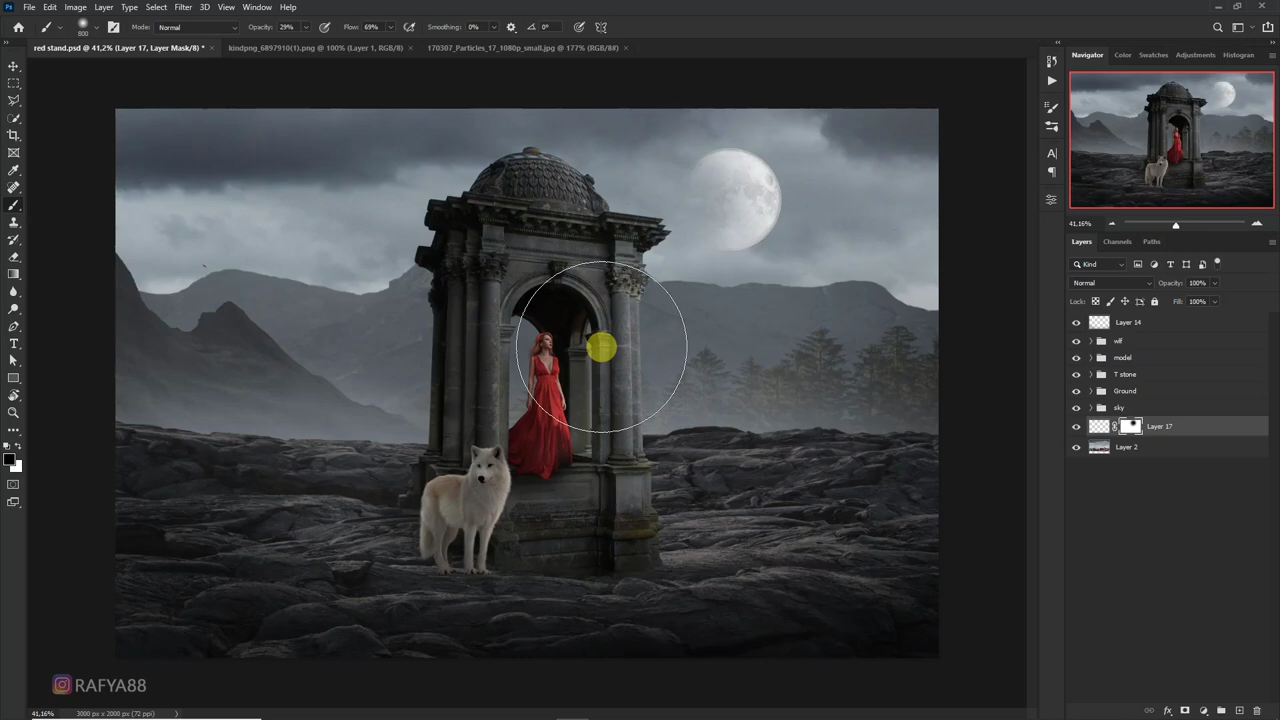 Ps File Edit Image Layer Type Select Filter 3D View Window Help
800 Mode: Normal Opacity: 29% Flow: 69% Smoothing: 0% 0°
red stand.psd @ 41,2% (Layer 17, Layer Mask/8) * × kindpng_6897910(1).png @ 100% (Layer 1, RGB/8) × 170307_Particles_17_1080p_small.jpg @ 177% (RGB/8#) ×
Navigator Color Swatches Adjustments Histogran
41,16%
Layers Channels Paths
Kind
Normal Opacity: 100%
Lock: Fill: 100%
Layer 14
wlf
model
T stone
Ground
sky
Layer 17
Layer 2
RAFYA88
41,16% 3000 px x 2000 px (72 ppi)